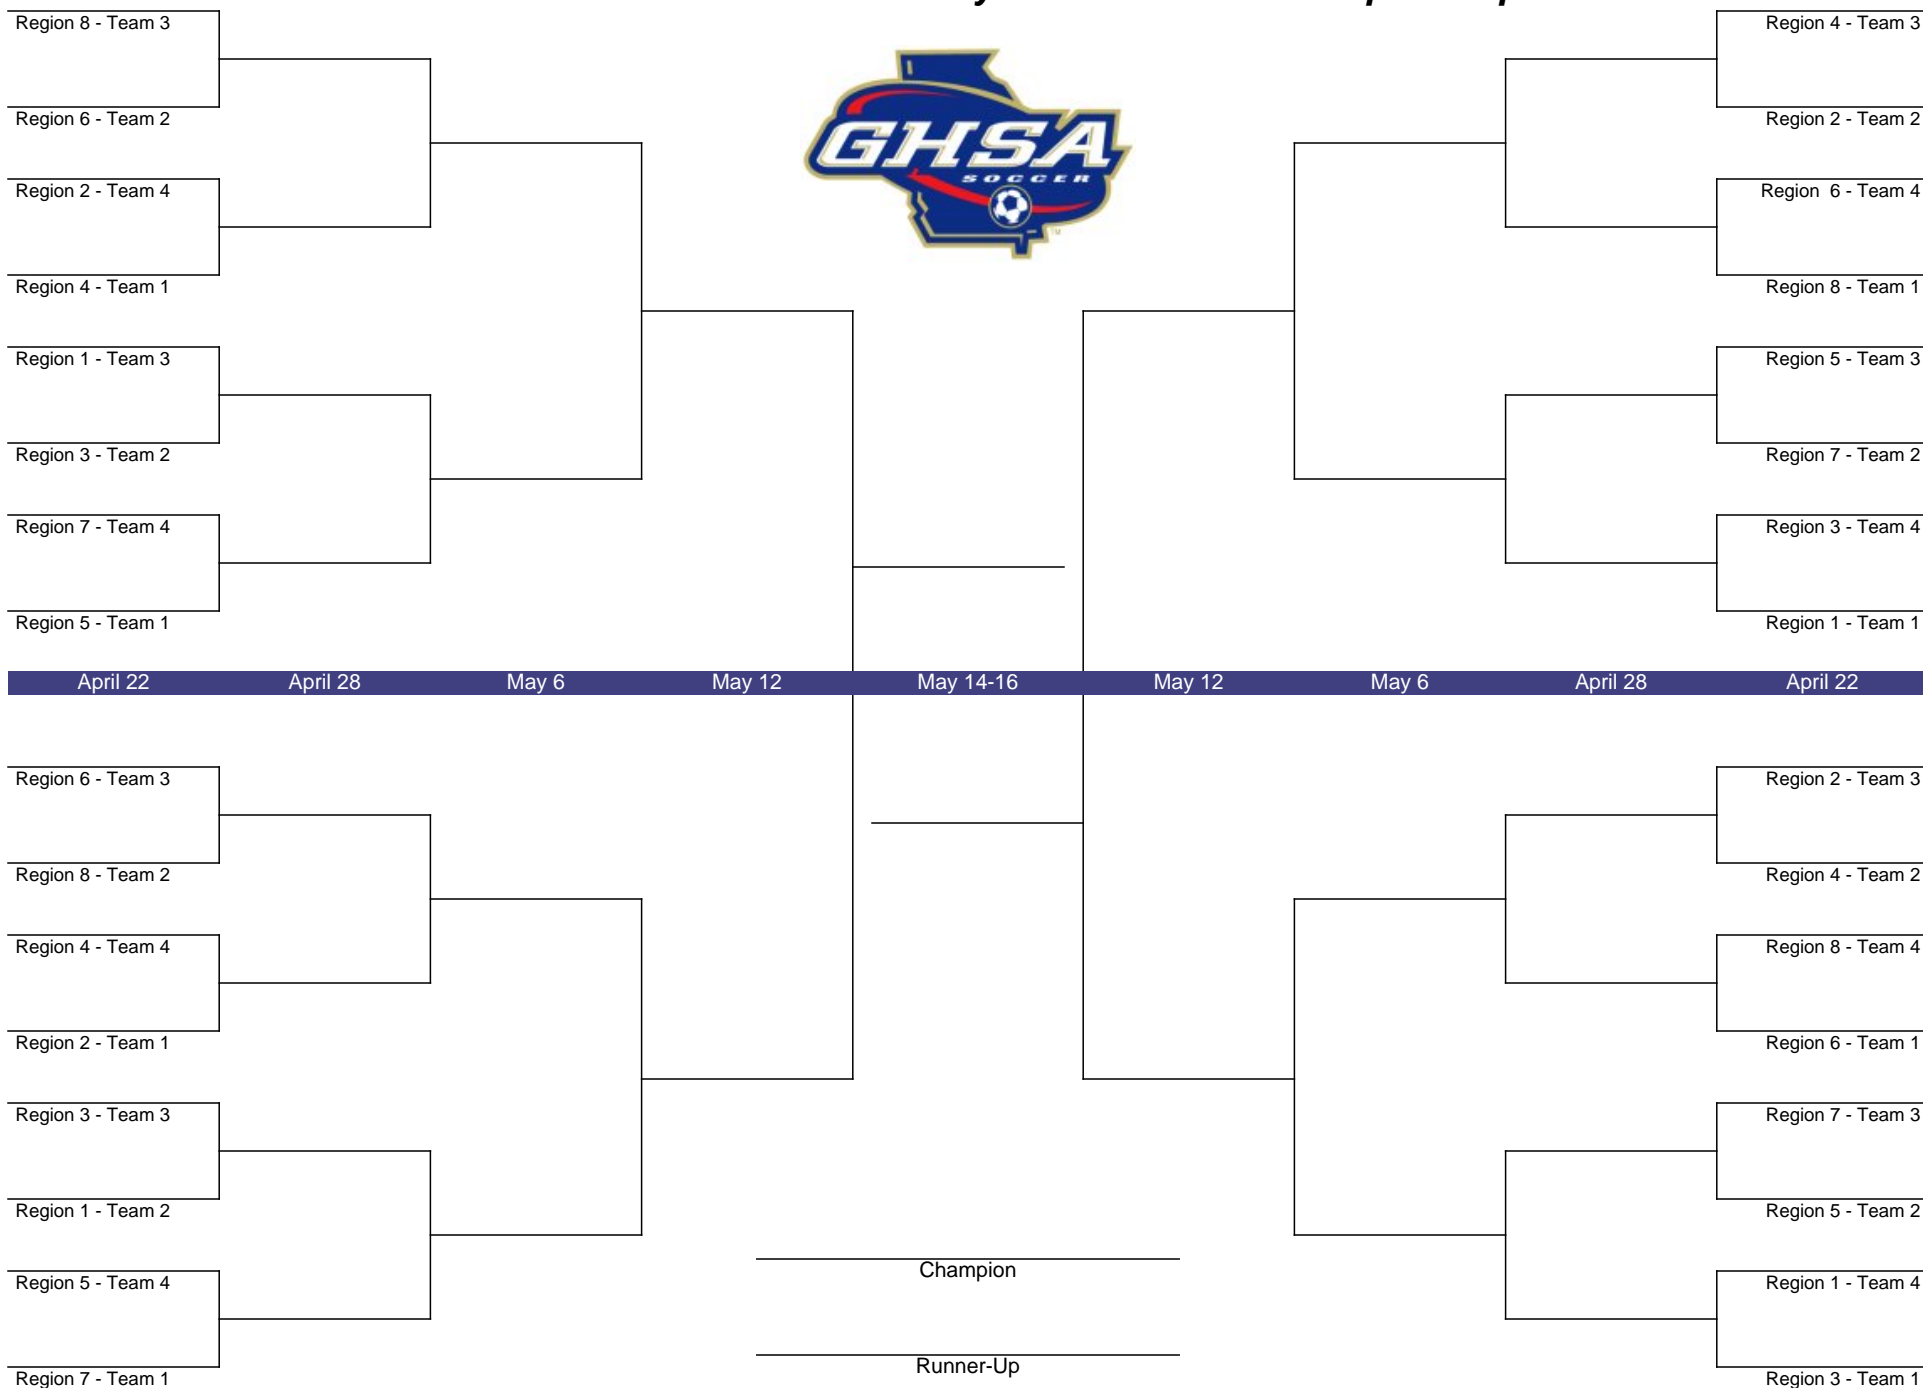 Region 8 - Team 3
Region 6 - Team 2
Region 2 - Team 4
Region 4 - Team 1
Region 1 - Team 3
Region 3 - Team 2
Region 7 - Team 4
Region 5 - Team 1
GHSA
SOCCER
TM
Region 4 - Team 3
Region 2 - Team 2
Region 6 - Team 4
Region 8 - Team 1
Region 5 - Team 3
Region 7 - Team 2
Region 3 - Team 4
Region 1 - Team 1
April 22 April 28 May 6 May 12 May 14-16 May 12 May 6 April 28 April 22
Region 6 - Team 3
Region 8 - Team 2
Region 4 - Team 4
Region 2 - Team 1
Region 3 - Team 3
Region 1 - Team 2
Region 5 - Team 4
Region 7 - Team 1
Champion
Runner-Up
Region 2 - Team 3
Region 4 - Team 2
Region 8 - Team 4
Region 6 - Team 1
Region 7 - Team 3
Region 5 - Team 2
Region 1 - Team 4
Region 3 - Team 1